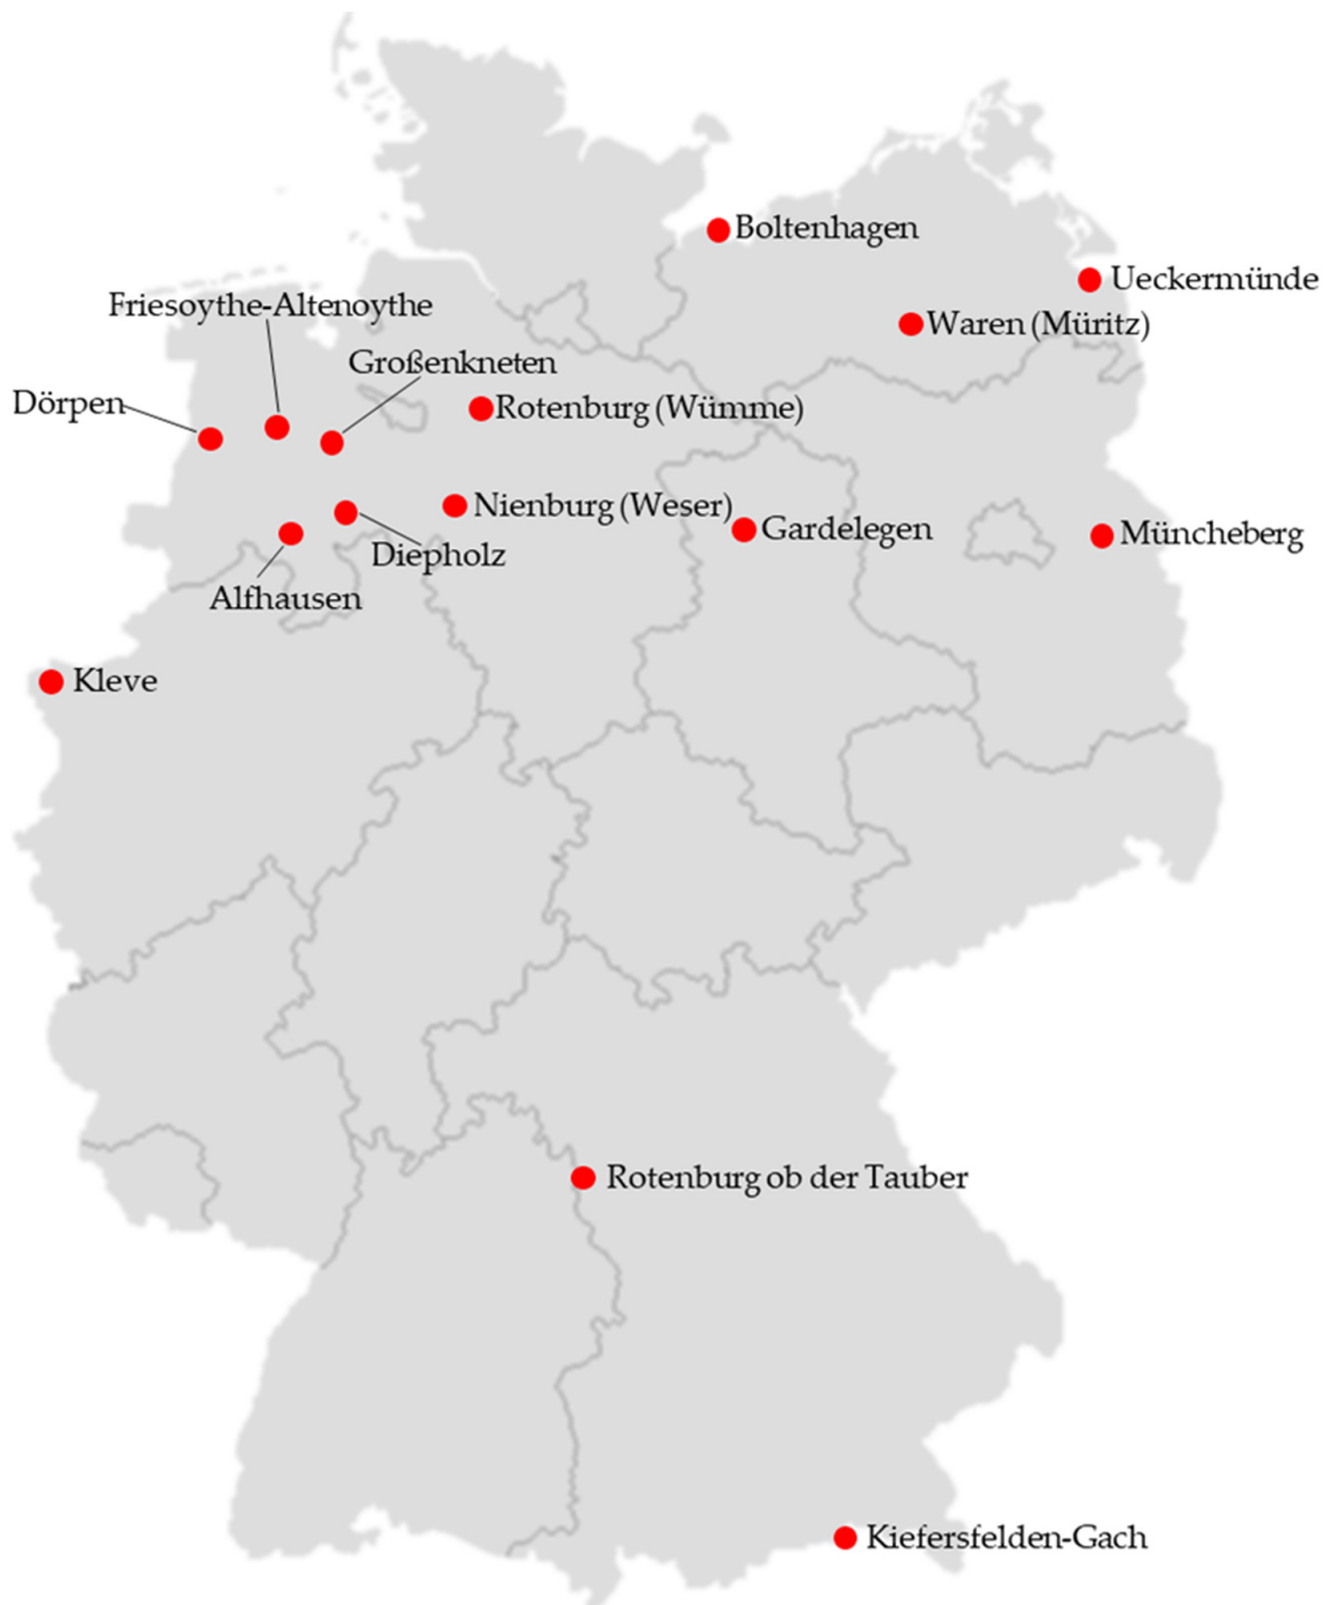 Boltenhagen
Ueckermünde
Friesoythe-Altenoythe
Waren (Müritz)
Großenkneten
Dörpen
Rotenburg (Wümme)
Nienburg (Weser)
Gardelegen
Müncheberg
Diepholz
Alfhausen
Kleve
Rotenburg ob der Tauber
Kiefersfelden-Gach